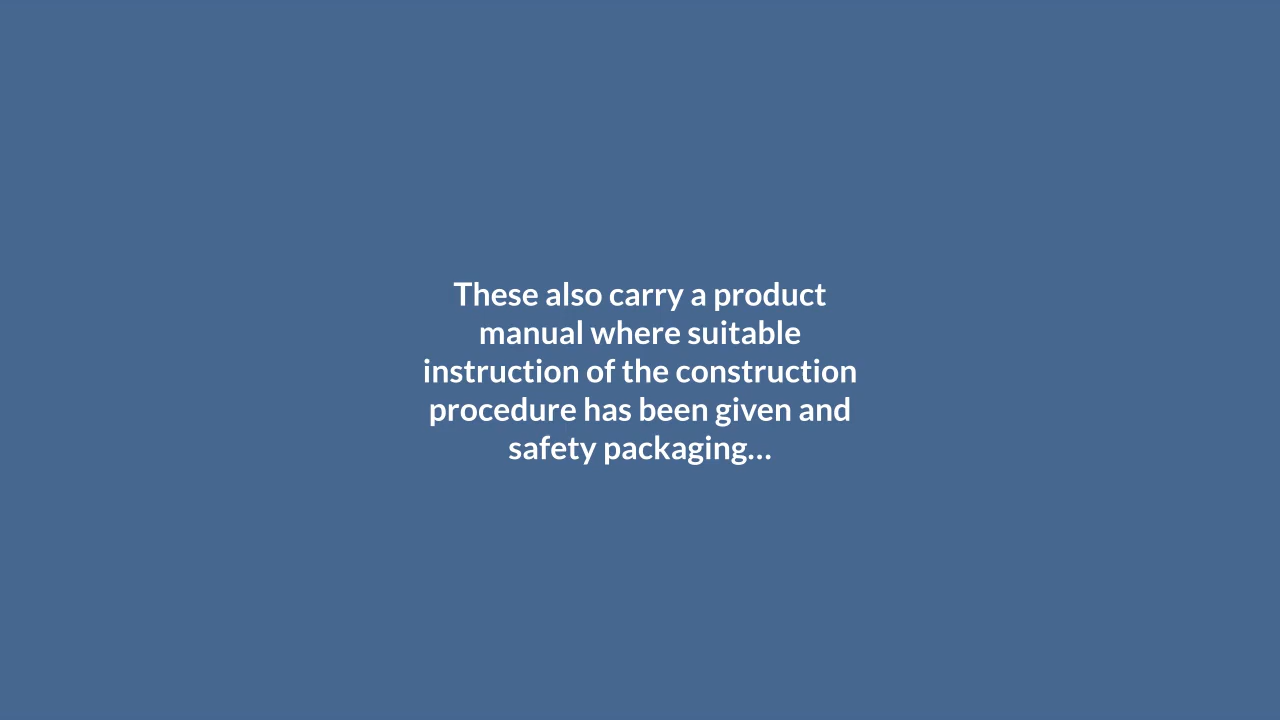 These also carry a product
manual where suitable
instruction of the construction
procedure has been given and
safety packaging...